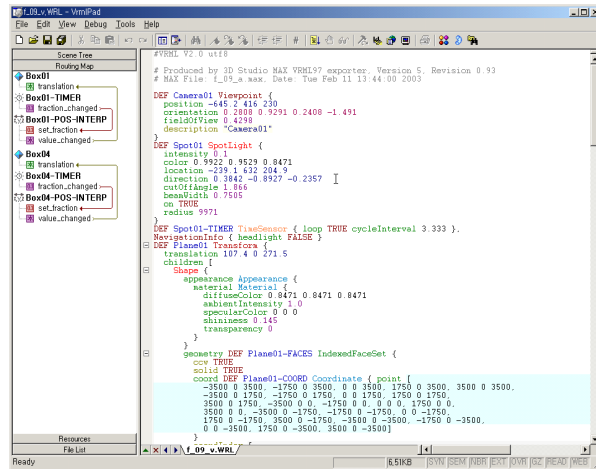 f_09_v.WRL - VrmlPad
File Edit View Debug Tools Help
Scene Tree
Routing Map
Box01
translation
Box01-TIMER
fraction_changed
Box01-POS-INTERP
set_fraction
value_changed
Box04
translation
Box04-TIMER
fraction_changed
Box04-POS-INTERP
set_fraction
value_changed
Resources
File List
#VRML V2.0 utf8
# Produced by 3D Studio MAX VRML97 exporter, Version 5, Revision 0.93
# MAX File: f_09_a.max, Date: Tue Feb 11 13:44:00 2003
DEF Camera01 Viewpoint {
position -645.2 416 230
orientation 0.2808 0.9291 0.2408 -1.491
fieldOfView 0.4298
description "Camera01"
}
DEF Spot01 SpotLight {
intensity 0.1
color 0.9922 0.9529 0.8471
location -239.1 632 204.9
direction 0.3842 -0.8927 -0.2357
cutOffAngle 1.866
beamWidth 0.7505
on TRUE
radius 9971
}
DEF Spot01-TIMER TimeSensor { loop TRUE cycleInterval 3.333 },
NavigationInfo { headlight FALSE }
DEF Plane01 Transform {
translation 107.4 0 271.5
children [
Shape {
appearance Appearance {
material Material {
diffuseColor 0.8471 0.8471 0.8471
ambientIntensity 1.0
specularColor 0 0 0
shininess 0.145
transparency 0
}
}
geometry DEF Plane01-FACES IndexedFaceSet {
ccw TRUE
solid TRUE
coord DEF Plane01-COORD Coordinate { point [
-3500 0 3500, -1750 0 3500, 0 0 3500, 1750 0 3500, 3500 0 3500,
-3500 0 1750, -1750 0 1750, 0 0 1750, 1750 0 1750,
3500 0 1750, -3500 0 0, -1750 0 0, 0 0 0, 1750 0 0,
3500 0 0, -3500 0 -1750, -1750 0 -1750, 0 0 -1750,
1750 0 -1750, 3500 0 -1750, -3500 0 -3500, -1750 0 -3500,
0 0 -3500, 1750 0 -3500, 3500 0 -3500]
}
f_09_v.WRL
Ready
6,51KB SYN SEM NBR EXT OVR GZ READ WEB